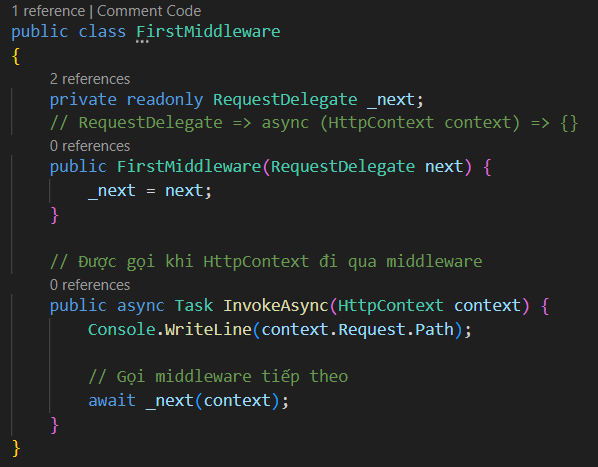 1 reference | Comment Code
public class FirstMiddleware
{
2 references
private readonly RequestDelegate _next;
// RequestDelegate => async (HttpContext context) => {}
0 references
public FirstMiddleware(RequestDelegate next) {
_next = next;
}
// Được gọi khi HttpContext đi qua middleware
0 references
public async Task InvokeAsync(HttpContext context) {
Console.WriteLine(context.Request.Path);
// Gọi middleware tiếp theo
await _next(context);
}
}